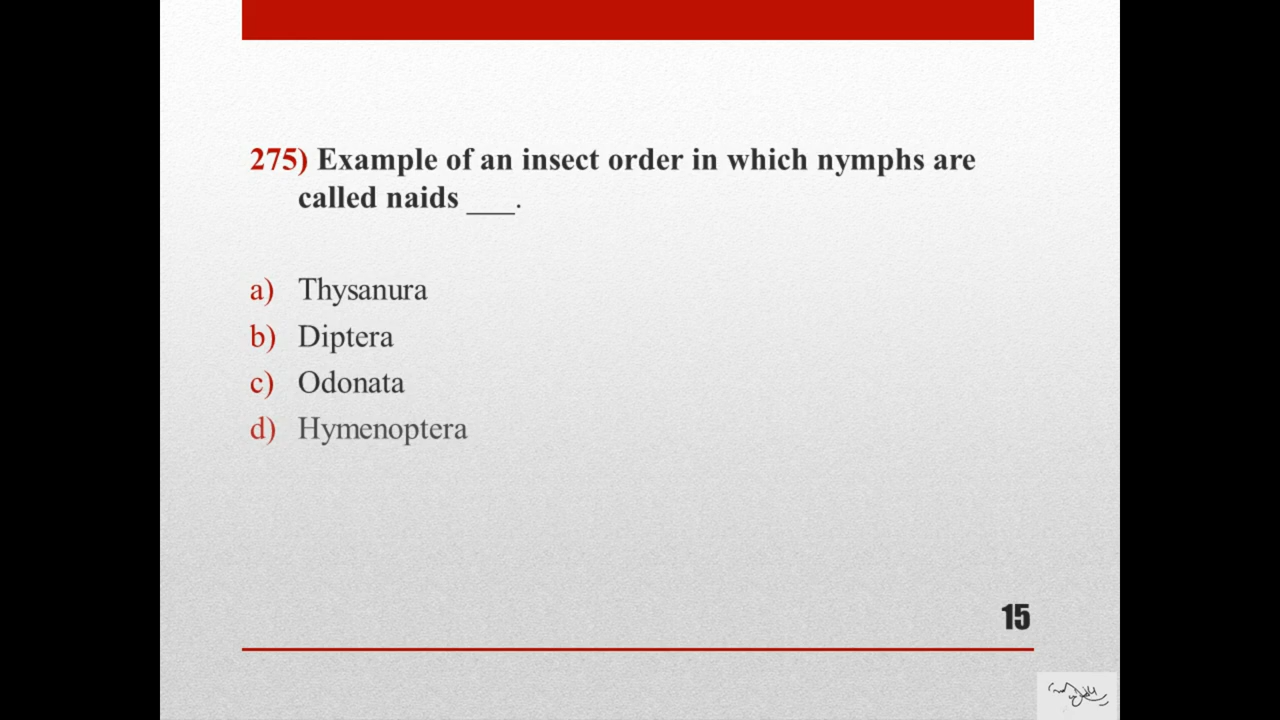 275) Example of an insect order in which nymphs are
called naids ___.
a) Thysanura
b) Diptera
c) Odonata
d) Hymenoptera
15